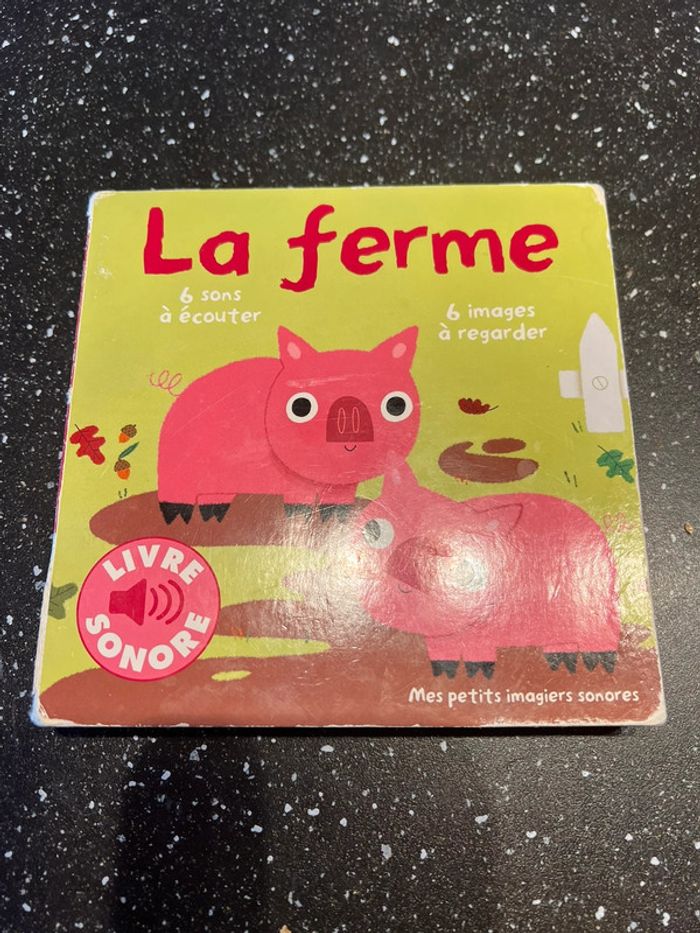 La ferme
6 sons
à écouter
6 images
à regarder
LIVRE
SONORE
Mes petits imagiers sonores